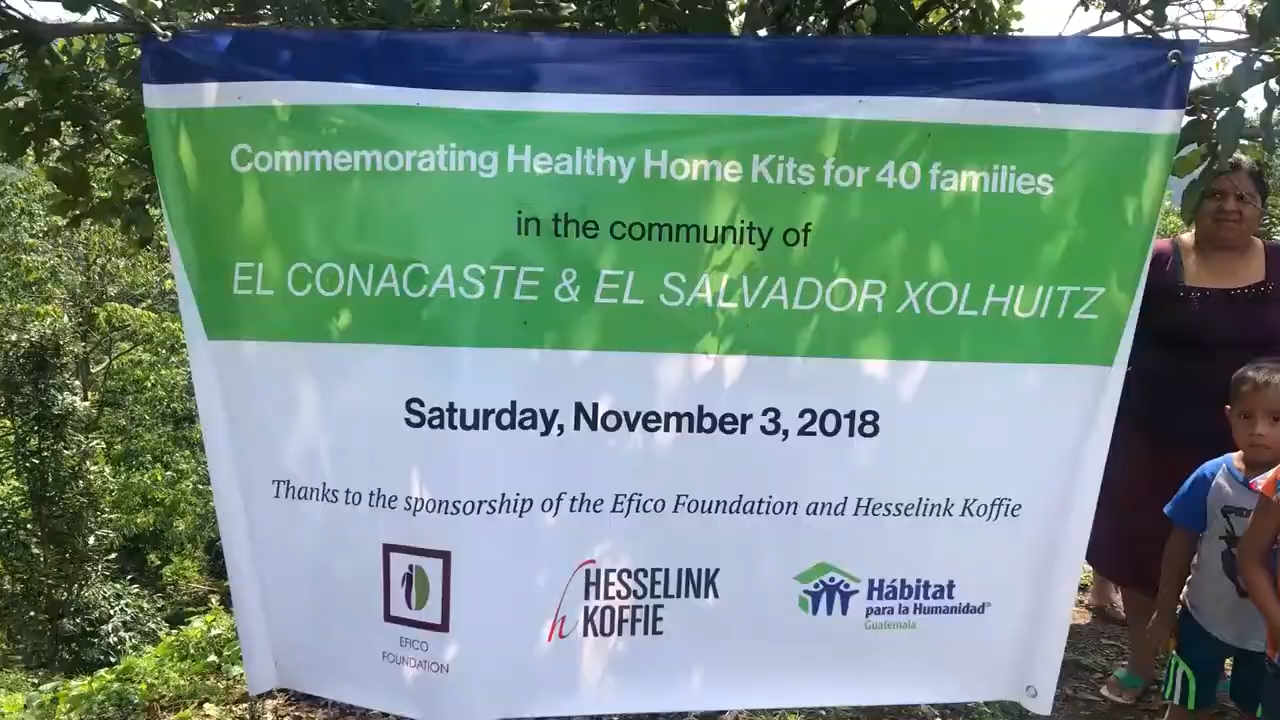 Commemorating Healthy Home Kits for 40 families
in the community of
EL CONACASTE & EL SALVADOR XOLHUITZ
Saturday, November 3, 2018
Thanks to the sponsorship of the Efico Foundation and Hesselink Koffie
EFICO
FOUNDATION
h HESSELINK
KOFFIE
Hábitat
para la Humanidad®
Guatemala